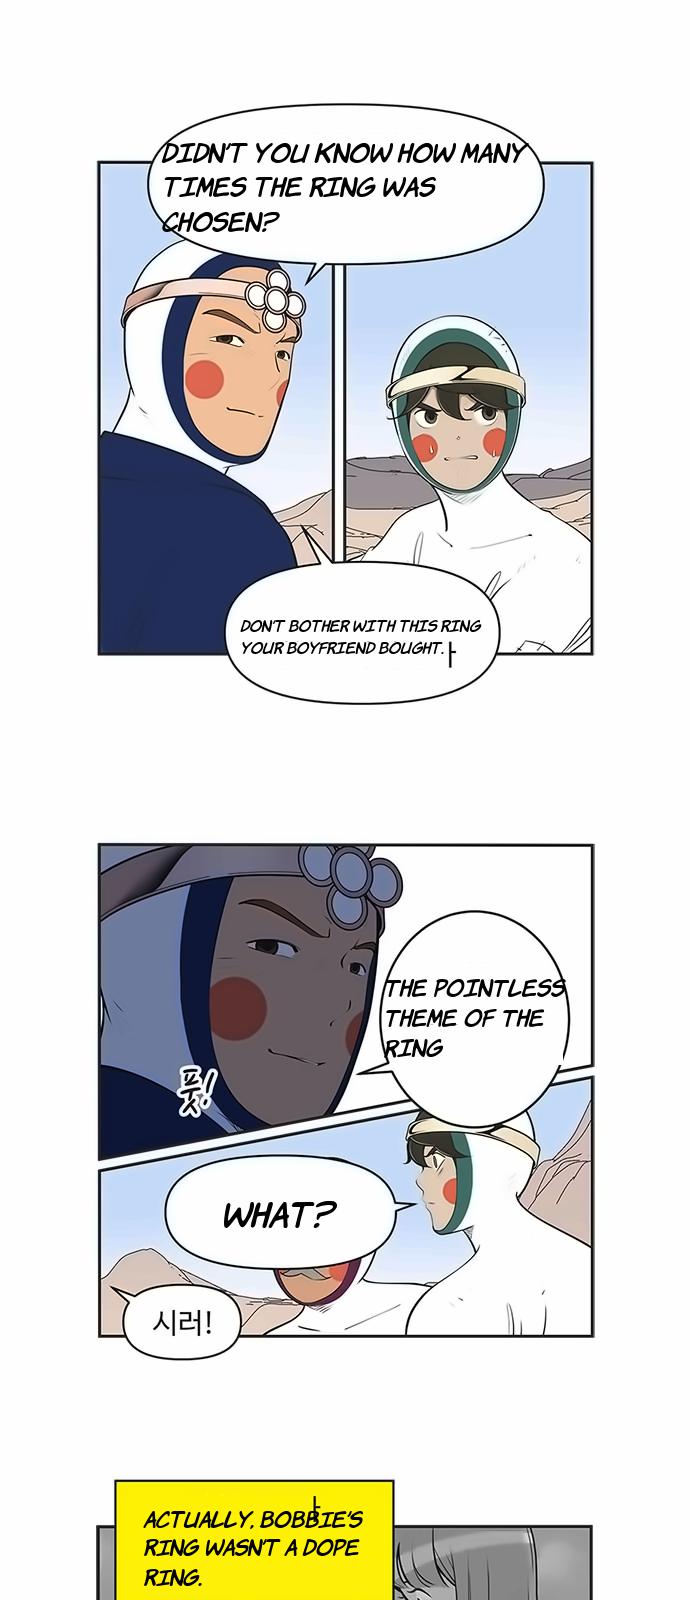 DIDN'T YOU KNOW HOW MANY
TIMES THE RING WAS
CHOSEN?
DON'T BOTHER WITH THIS RING
YOUR BOYFRIEND BOUGHT.
THE POINTLESS
THEME OF THE
RING
풋!
WHAT?
시러!
ACTUALLY, BOBBIE'S
RING WASN'T A DOPE
RING.